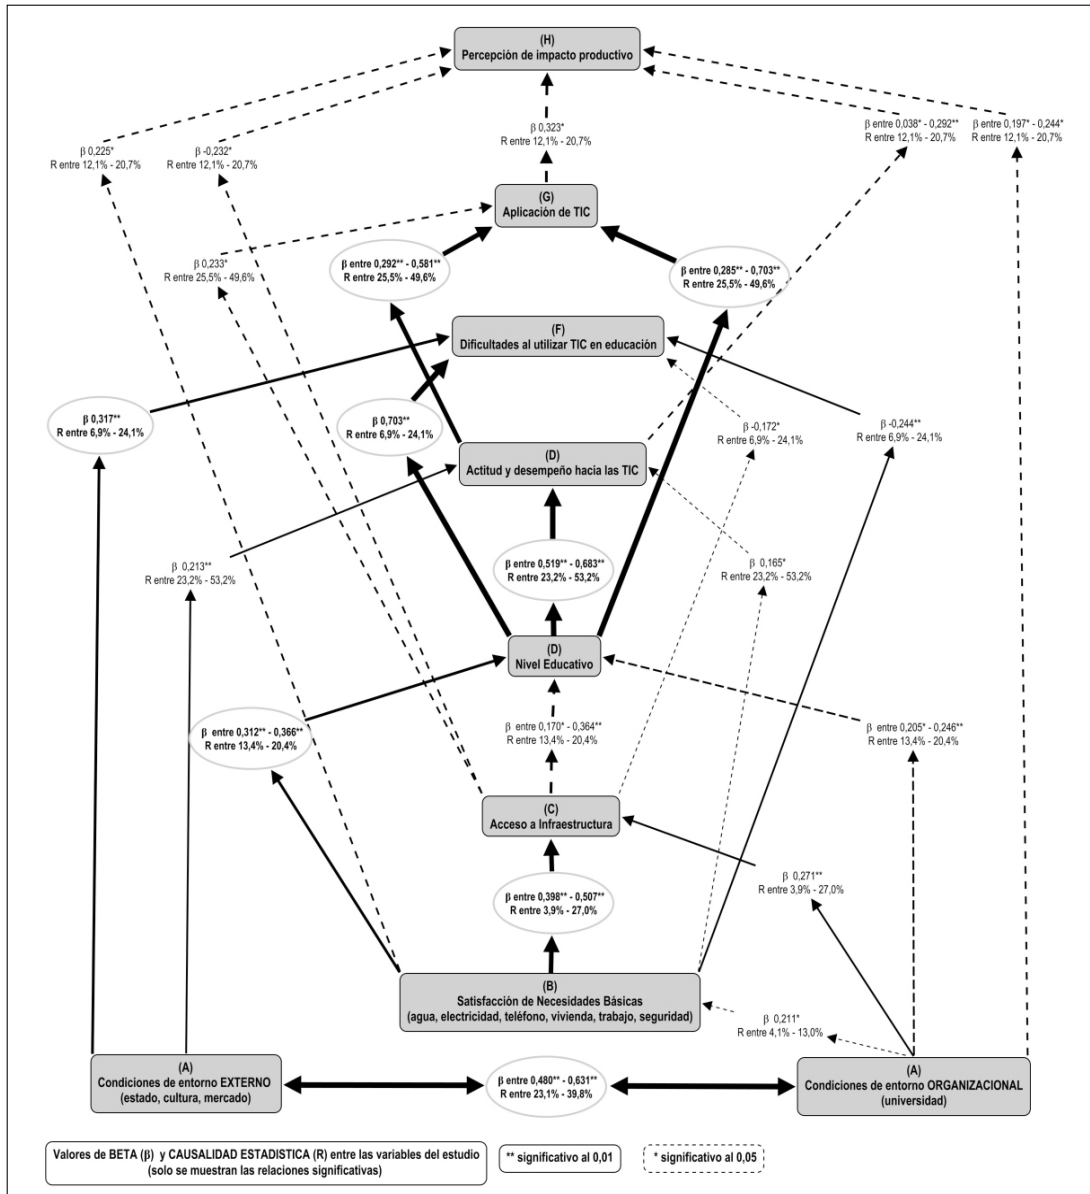 (H)
Percepción de impacto productivo
β 0,323*
R entre 12,1% - 20,7%
β entre 0,038* - 0,292**
R entre 12,1% - 20,7%
β entre 0,197* - 0,244*
R entre 12,1% - 20,7%
β 0,225*
R entre 12,1% - 20,7%
β -0,232*
R entre 12,1% - 20,7%
(G)
Aplicación de TIC
β 0,233*
R entre 25,5% - 49,6%
β entre 0,292** - 0,581**
R entre 25,5% - 49,6%
β entre 0,285** - 0,703**
R entre 25,5% - 49,6%
(F)
Dificultades al utilizar TIC en educación
β 0,317**
R entre 6,9% - 24,1%
β 0,703**
R entre 6,9% - 24,1%
β -0,172*
R entre 6,9% - 24,1%
β -0,244**
R entre 6,9% - 24,1%
(D)
Actitud y desempeño hacia las TIC
β 0,213**
R entre 23,2% - 53,2%
β entre 0,519** - 0,683**
R entre 23,2% - 53,2%
β 0,165*
R entre 23,2% - 53,2%
(D)
Nivel Educativo
β entre 0,312** - 0,366**
R entre 13,4% - 20,4%
β entre 0,170* - 0,364**
R entre 13,4% - 20,4%
β entre 0,205* - 0,246**
R entre 13,4% - 20,4%
(C)
Acceso a Infraestructura
β entre 0,398** - 0,507**
R entre 3,9% - 27,0%
β 0,271**
R entre 3,9% - 27,0%
(B)
Satisfacción de Necesidades Básicas
(agua, electricidad, teléfono, vivienda, trabajo, seguridad)
β 0,211*
R entre 4,1% - 13,0%
(A)
Condiciones de entorno EXTERNO
(estado, cultura, mercado)
β entre 0,480** - 0,631**
R entre 23,1% - 39,8%
(A)
Condiciones de entorno ORGANIZACIONAL
(universidad)
Valores de BETA (β) y CAUSALIDAD ESTADISTICA (R) entre las variables del estudio
(solo se muestran las relaciones significativas)
** significativo al 0,01
* significativo al 0,05